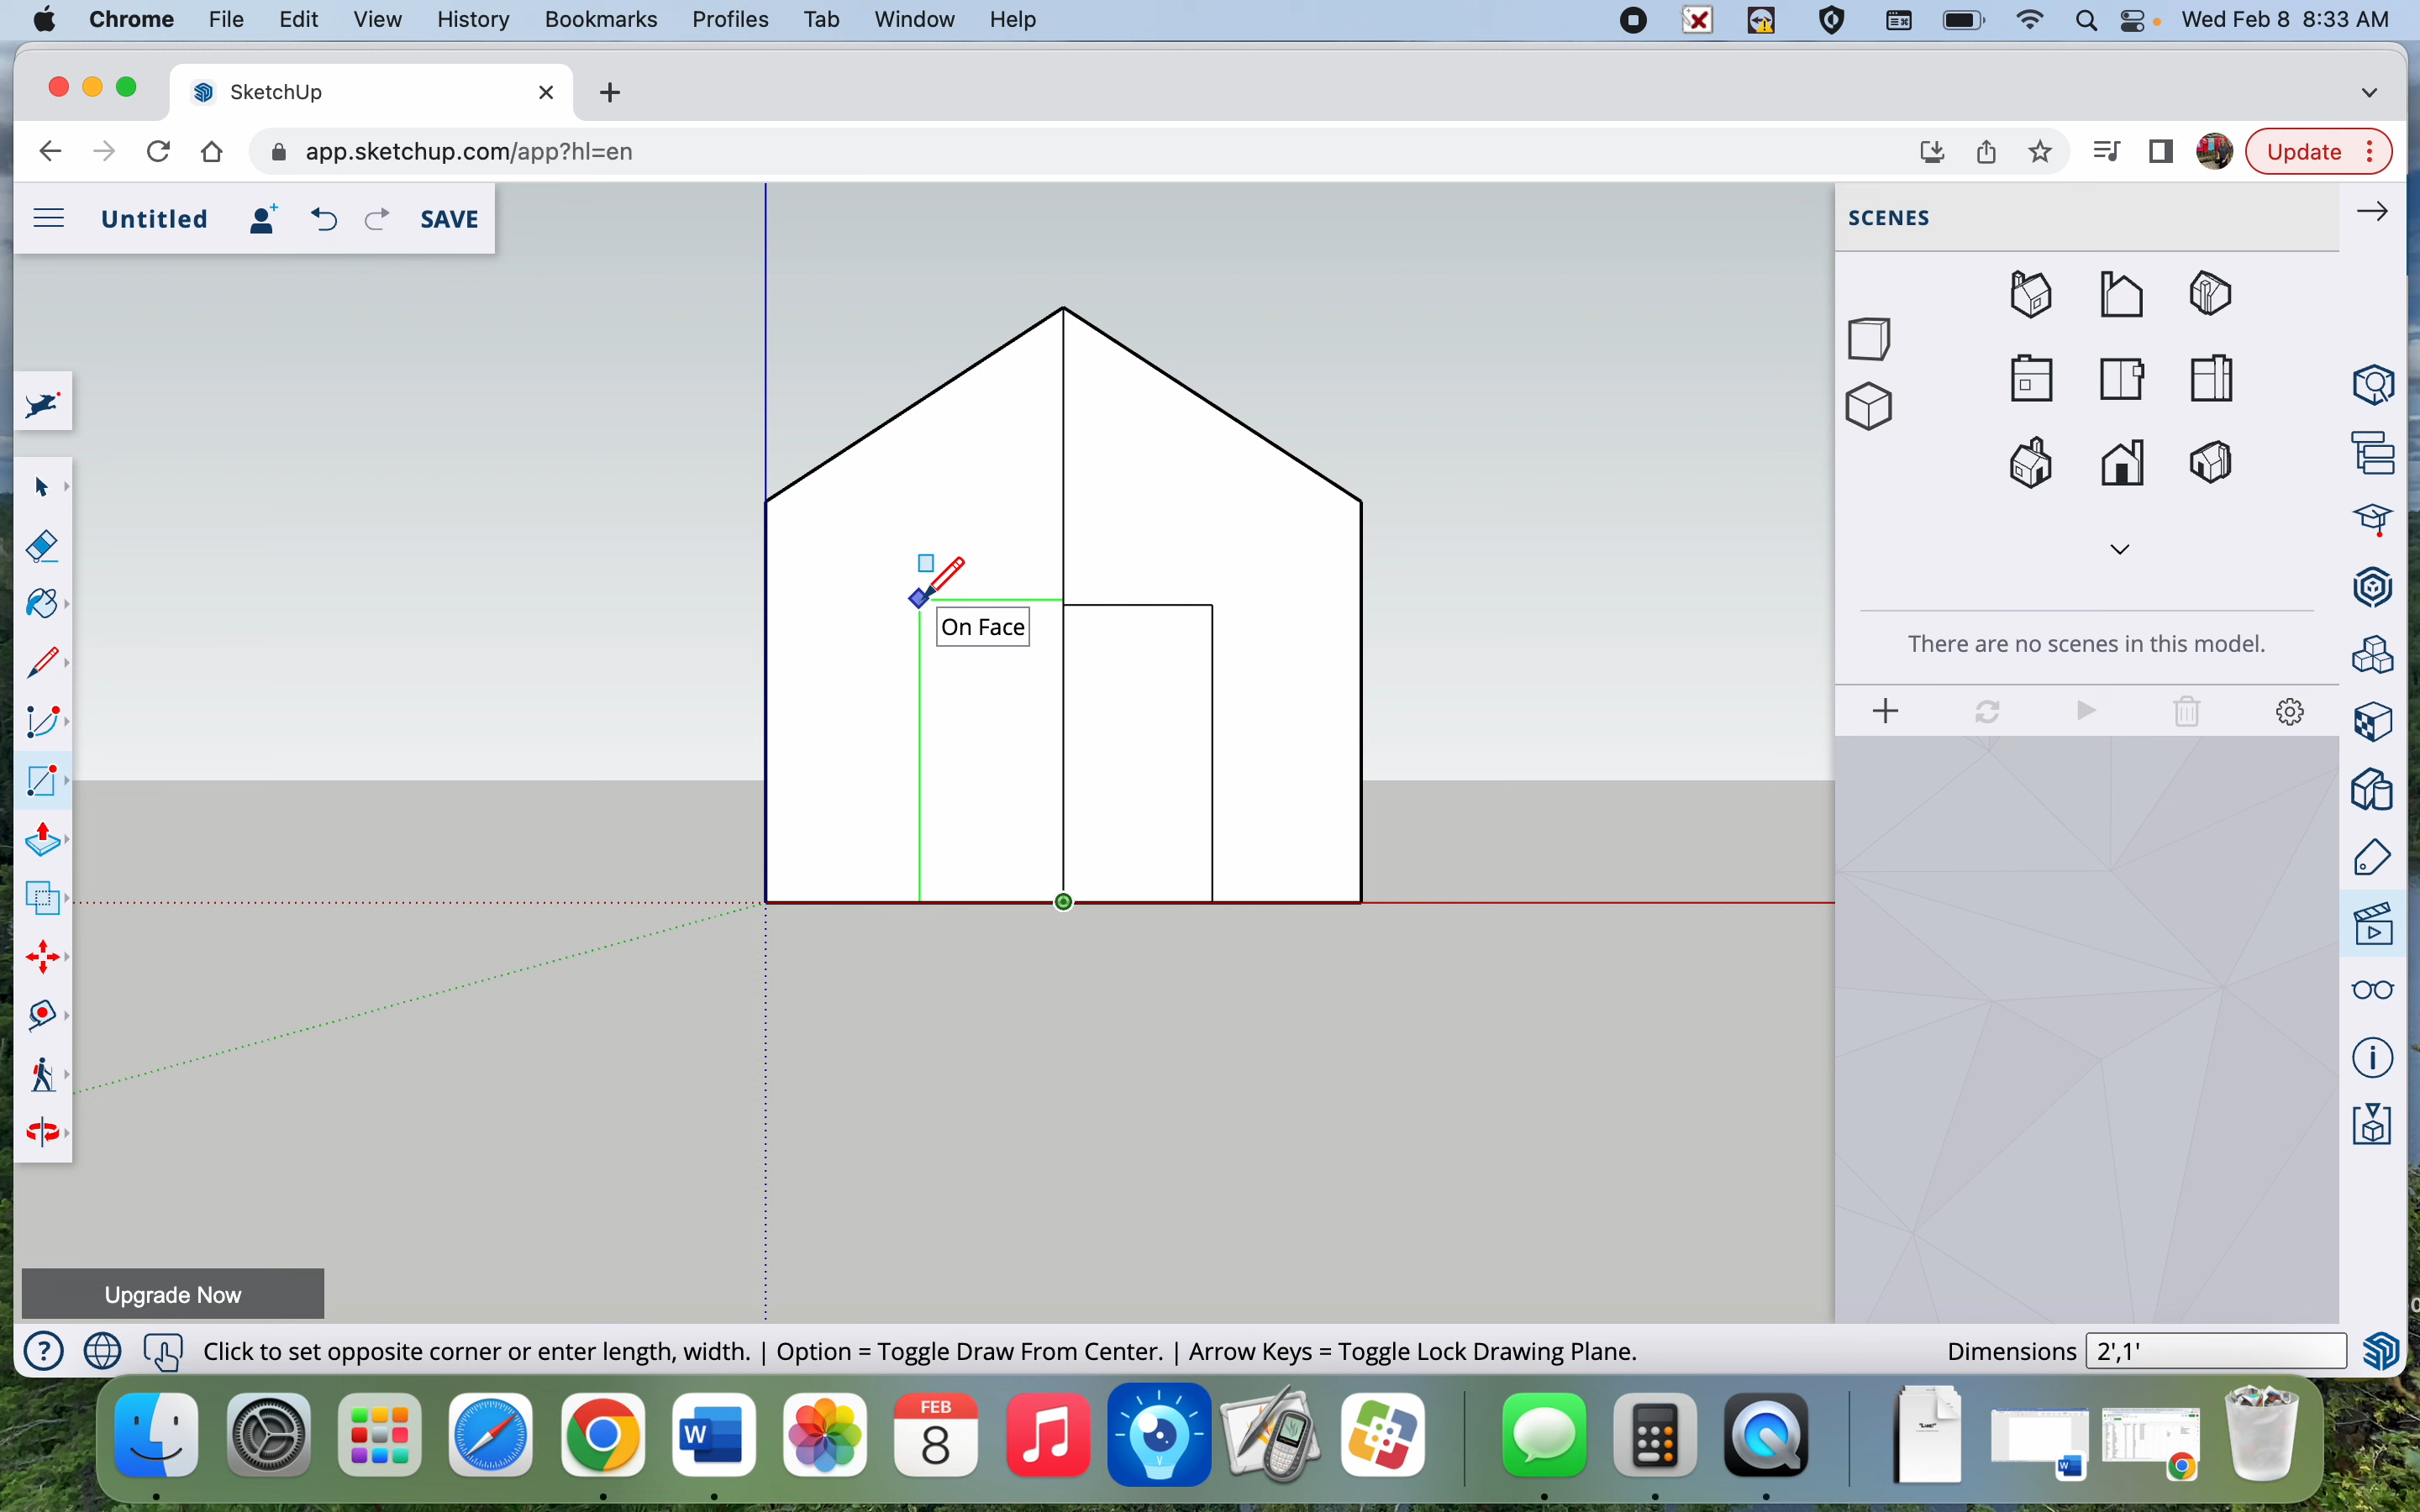 Chrome File Edit View History Bookmarks Profiles Tab Window Help Wed Feb 8 8:33 AM
SketchUp
app.sketchup.com/app?hl=en Update
Untitled SAVE SCENES
On Face
There are no scenes in this model.
Upgrade Now
Click to set opposite corner or enter length, width. | Option = Toggle Draw From Center. | Arrow Keys = Toggle Lock Drawing Plane. Dimensions 2',1'
FEB
8